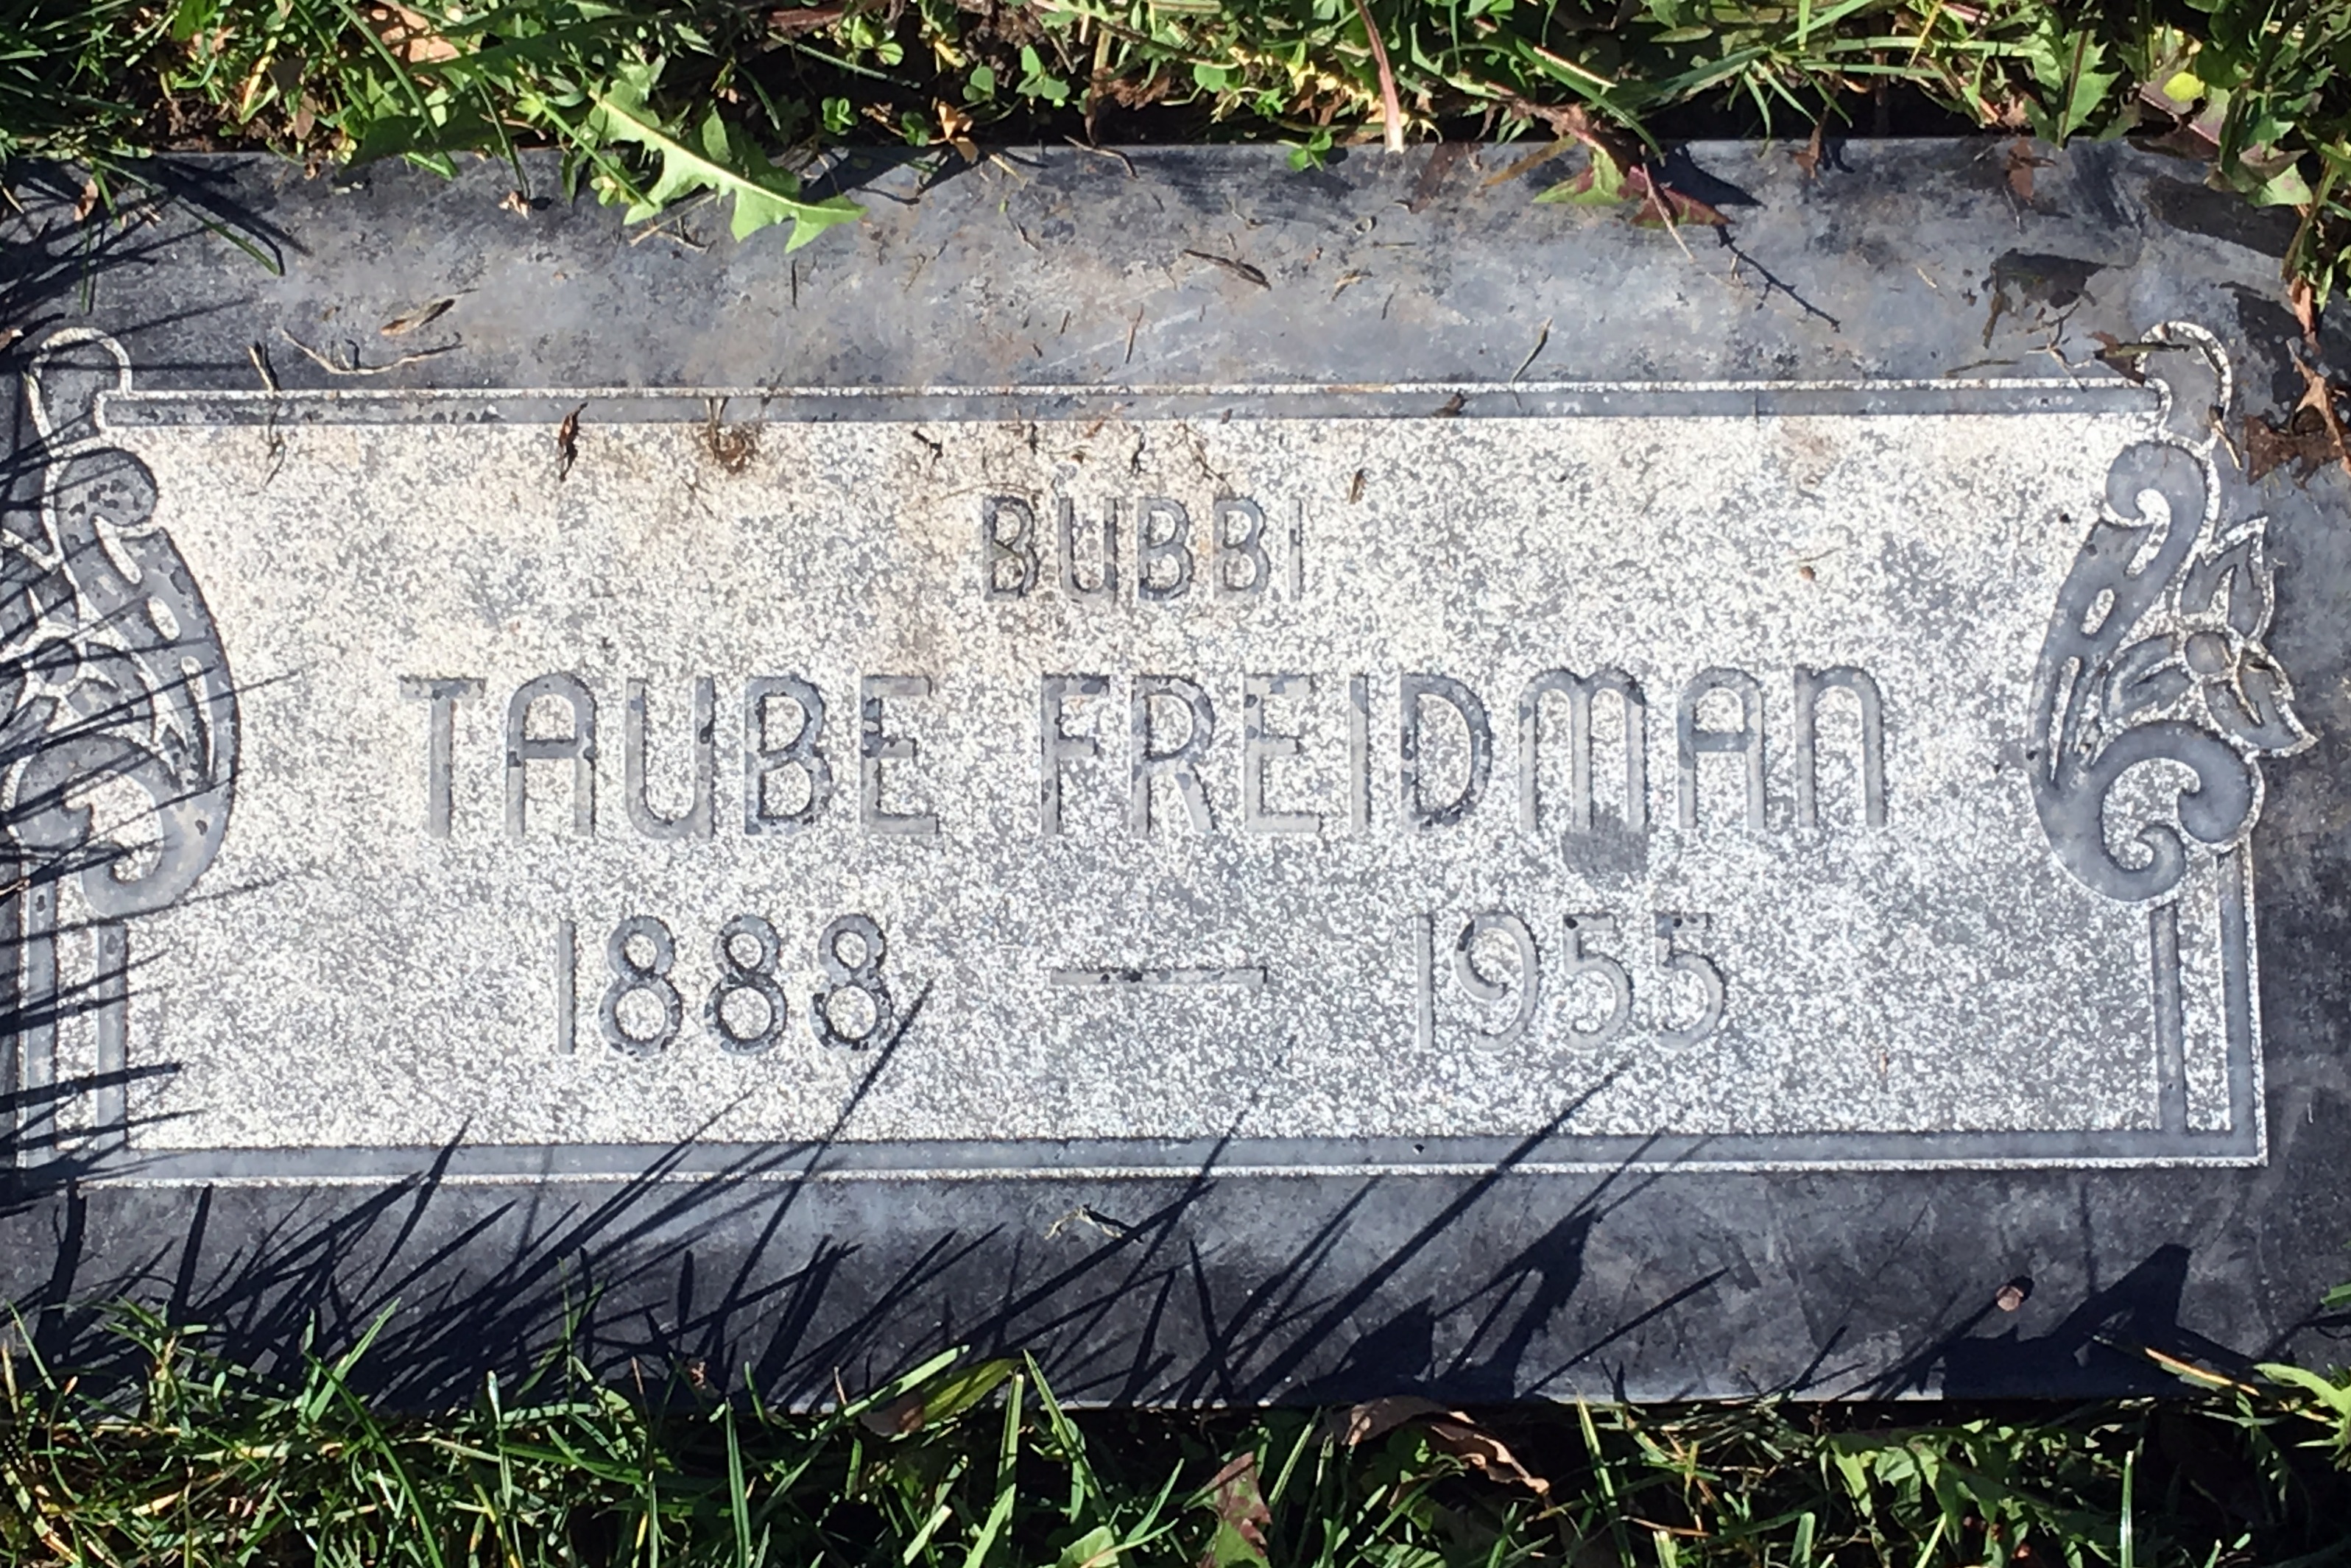 BUBBI
TAUBE FREIDMAN
1888 — 1955